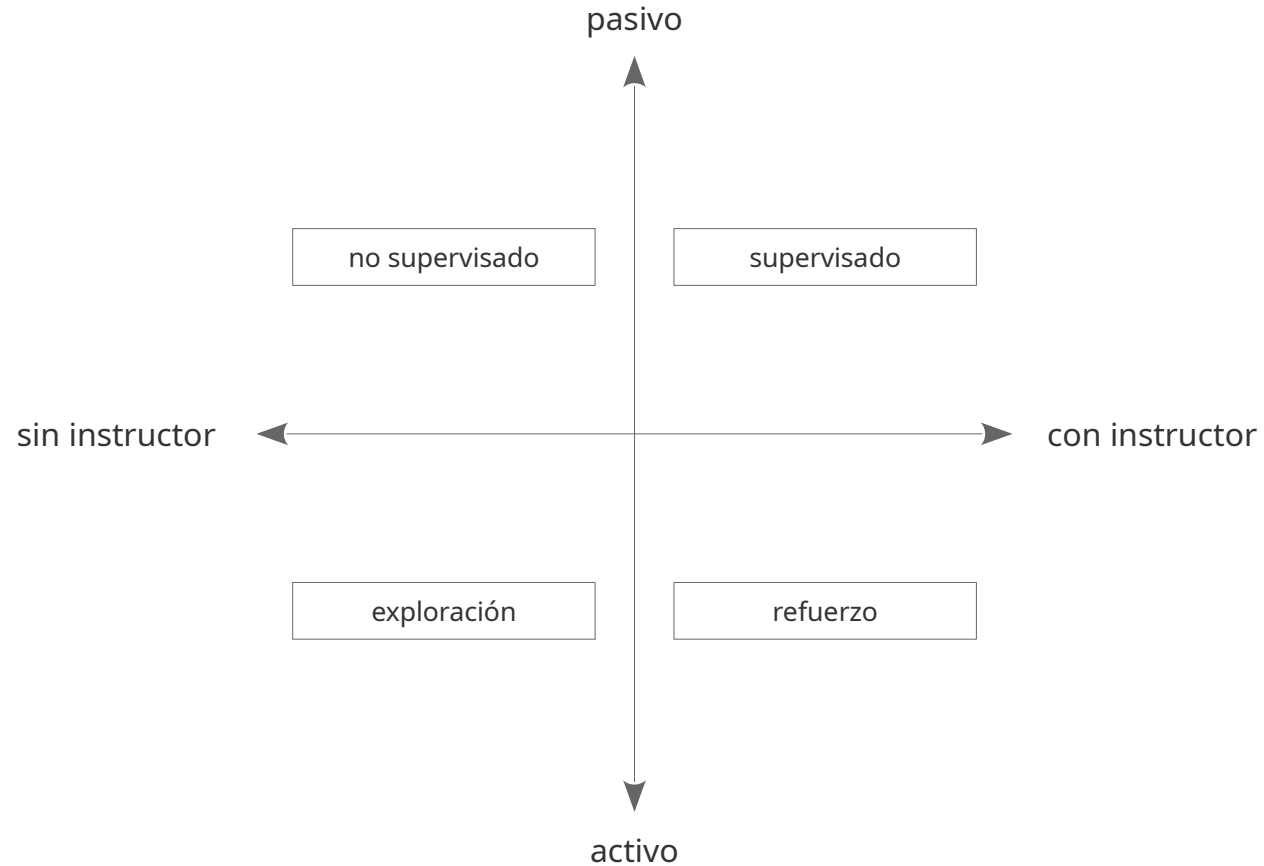 pasivo
no supervisado
supervisado
sin instructor
con instructor
exploración
refuerzo
activo